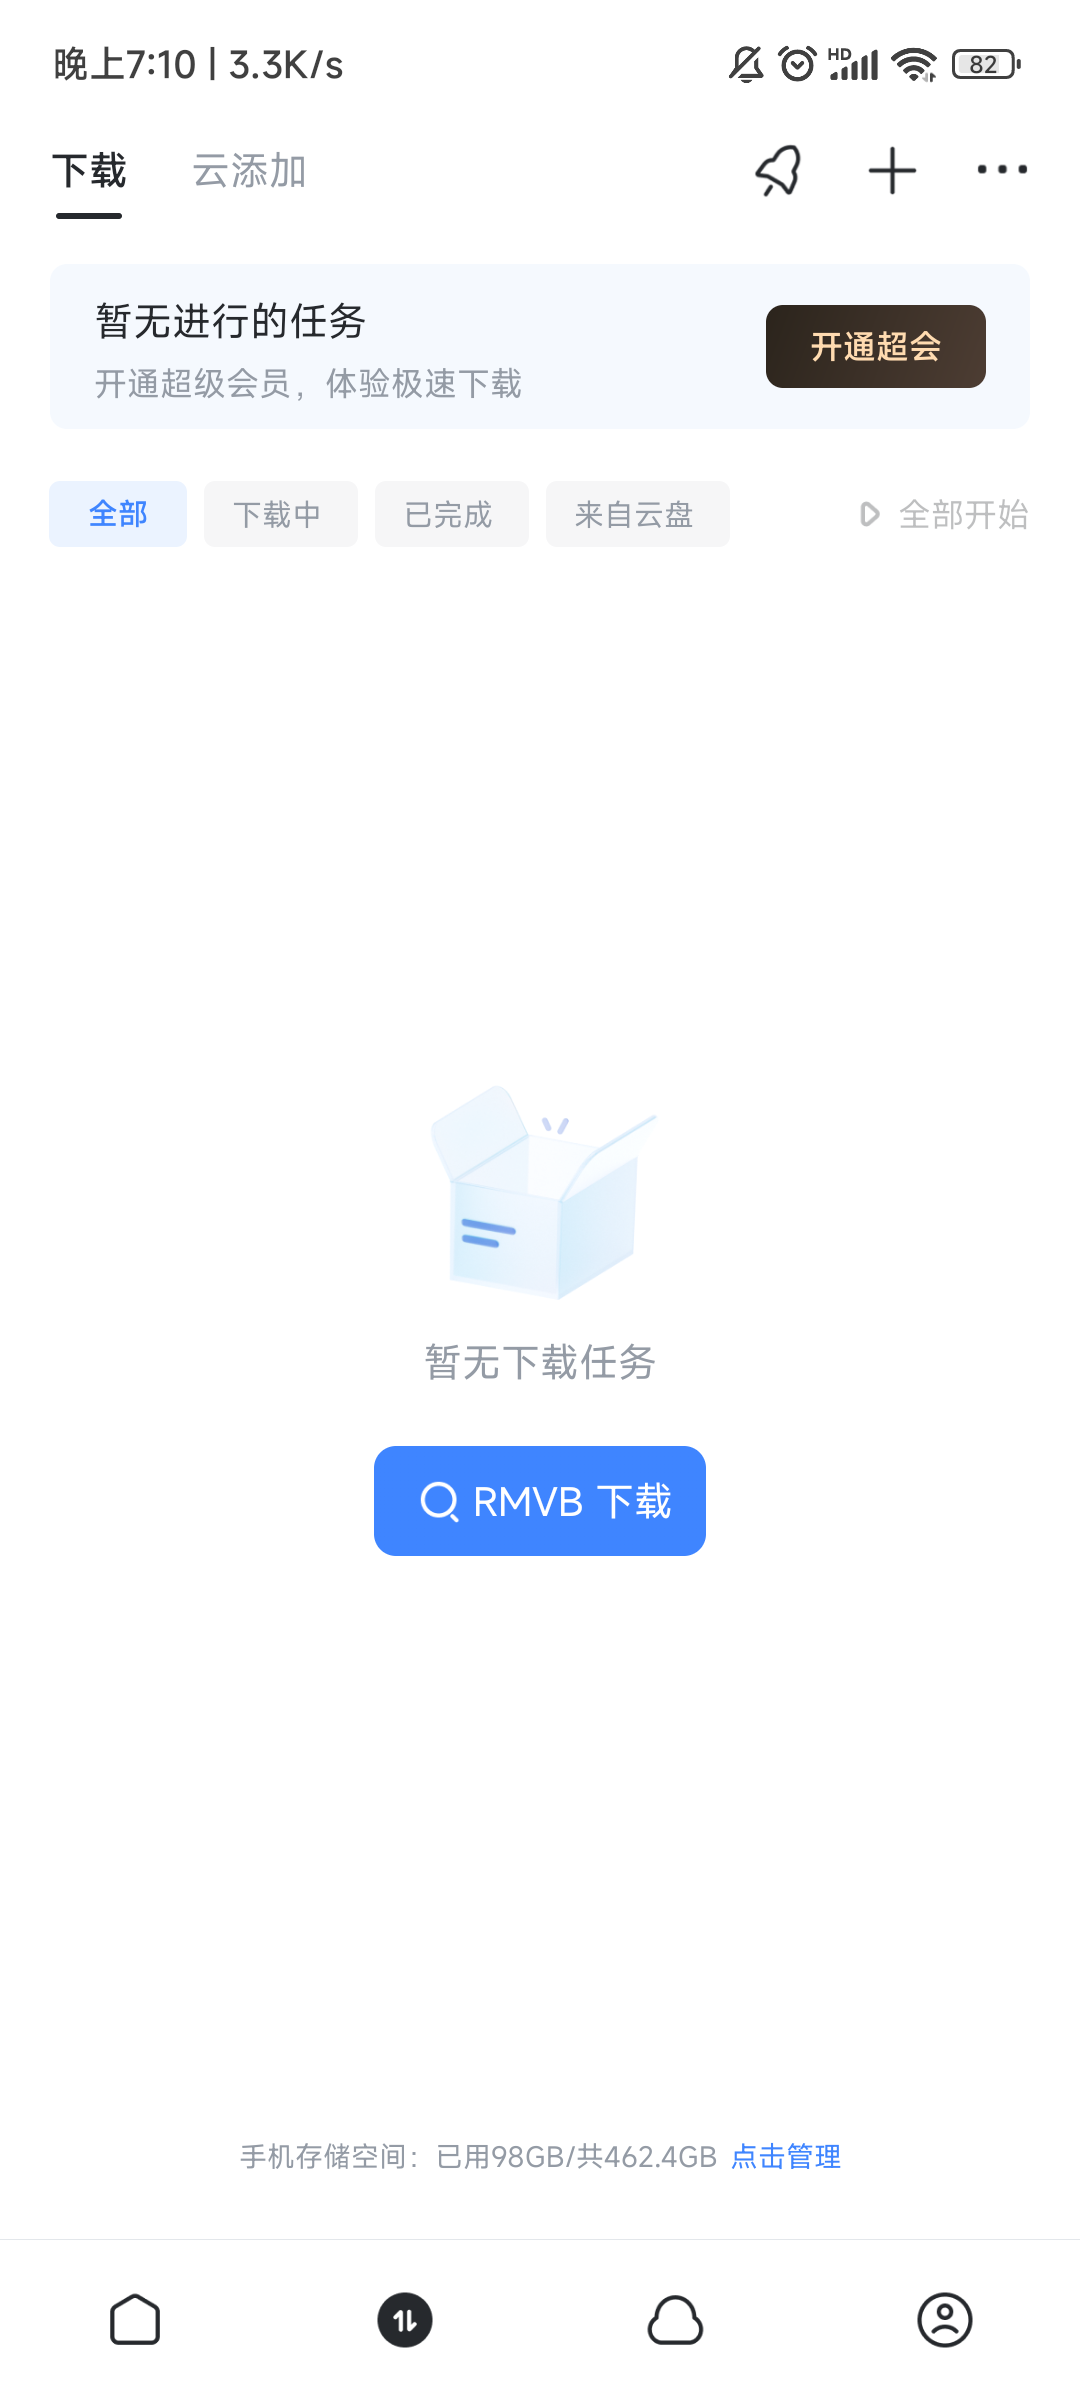 晚上7:10 | 3.3K/s HD 82
下载 云添加
暂无进行的任务
开通超级会员，体验极速下载
开通超会
全部 下载中 已完成 来自云盘 全部开始
暂无下载任务
RMVB 下载
手机存储空间：已用98GB/共462.4GB 点击管理